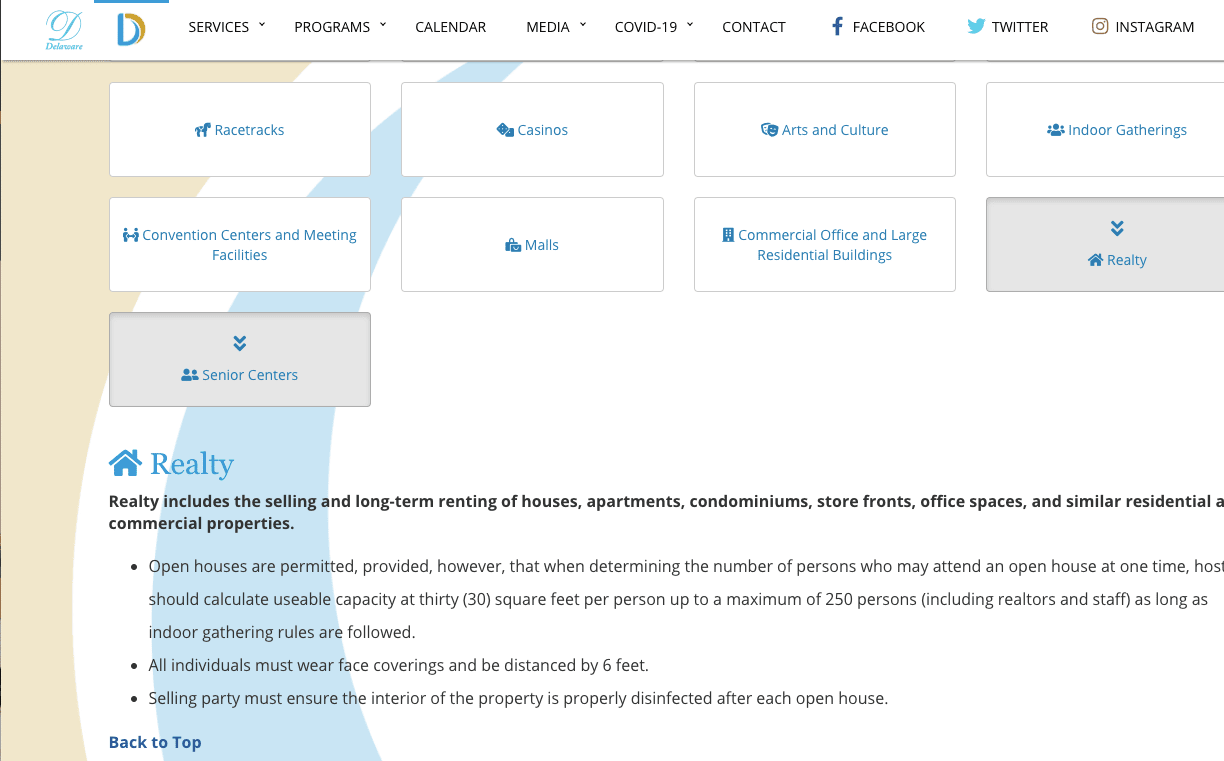 Delaware
SERVICES PROGRAMS CALENDAR MEDIA COVID-19 CONTACT FACEBOOK TWITTER INSTAGRAM
Racetracks
Casinos
Arts and Culture
Indoor Gatherings
Convention Centers and Meeting
Facilities
Malls
Commercial Office and Large
Residential Buildings
Realty
Senior Centers
Realty
Realty includes the selling and long-term renting of houses, apartments, condominiums, store fronts, office spaces, and similar residential a
commercial properties.
• Open houses are permitted, provided, however, that when determining the number of persons who may attend an open house at one time, host
should calculate useable capacity at thirty (30) square feet per person up to a maximum of 250 persons (including realtors and staff) as long as
indoor gathering rules are followed.
• All individuals must wear face coverings and be distanced by 6 feet.
• Selling party must ensure the interior of the property is properly disinfected after each open house.
Back to Top